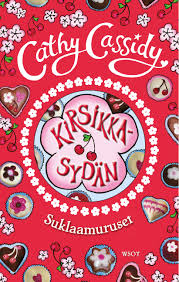 Cathy Cassidy
KIRSIKKA-
SYDÄN
Suklaamuruset
WSOY